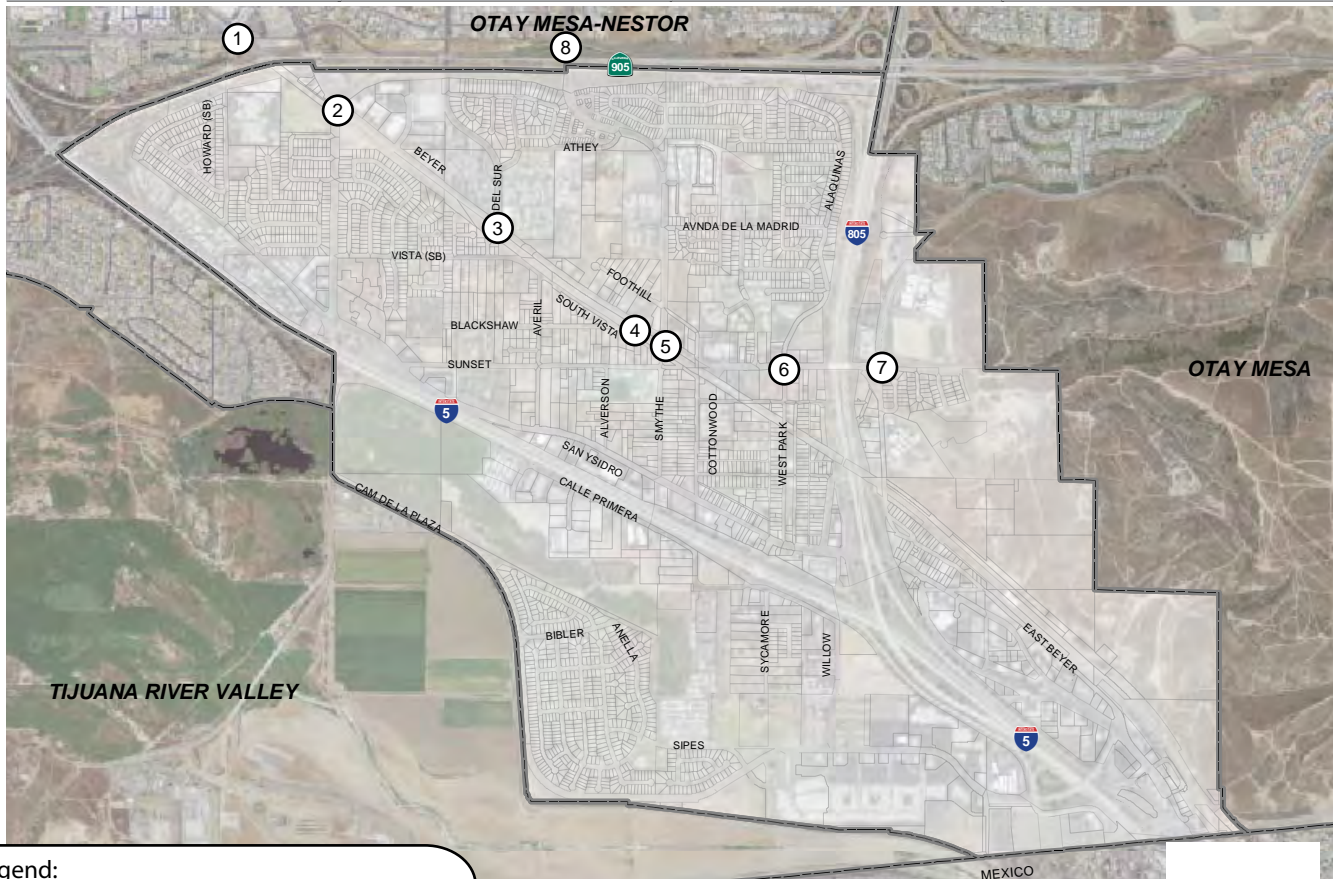 OTAY MESA-NESTOR
1
8
905
2
HOWARD (SB)
BEYER
ATHEY
DEL SUR
ALAQUINAS
3
AVNDA DE LA MADRID
805
VISTA (SB)
FOOTHILL
SOUTH VISTA
AVERIL
BLACKSHAW
4
5
SUNSET
6
7
OTAY MESA
5
ALVERSON
SMYTHE
COTTONWOOD
WEST PARK
SAN YSIDRO
CALLE PRIMERA
CAM DE LA PLAZA
BIBLER
ANELLA
SYCAMORE
WILLOW
EAST BEYER
TIJUANA RIVER VALLEY
SIPES
5
MEXICO
gend: